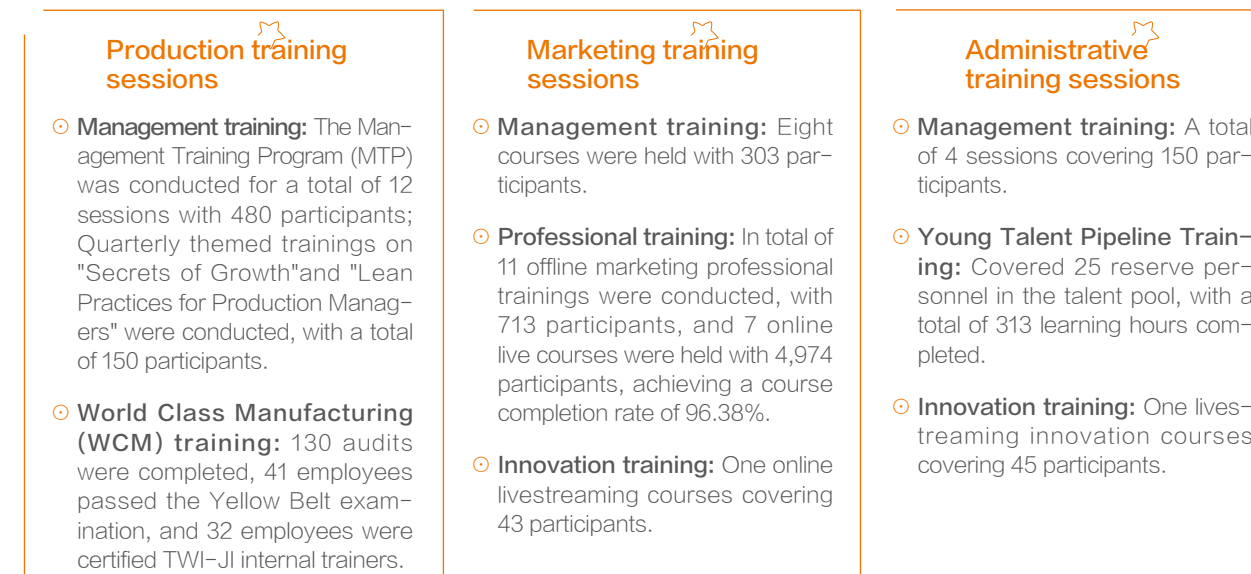 Production training
sessions
⊙ Management training: The Man-
agement Training Program (MTP)
was conducted for a total of 12
sessions with 480 participants;
Quarterly themed trainings on
"Secrets of Growth"and "Lean
Practices for Production Manag-
ers" were conducted, with a total
of 150 participants.
⊙ World Class Manufacturing
(WCM) training: 130 audits
were completed, 41 employees
passed the Yellow Belt exam-
ination, and 32 employees were
certified TWI-JI internal trainers.
Marketing training
sessions
⊙ Management training: Eight
courses were held with 303 par-
ticipants.
⊙ Professional training: In total of
11 offline marketing professional
trainings were conducted, with
713 participants, and 7 online
live courses were held with 4,974
participants, achieving a course
completion rate of 96.38%.
⊙ Innovation training: One online
livestreaming courses covering
43 participants.
Administrative
training sessions
⊙ Management training: A total
of 4 sessions covering 150 par-
ticipants.
⊙ Young Talent Pipeline Train-
ing: Covered 25 reserve per-
sonnel in the talent pool, with a
total of 313 learning hours com-
pleted.
⊙ Innovation training: One lives-
treaming innovation courses
covering 45 participants.